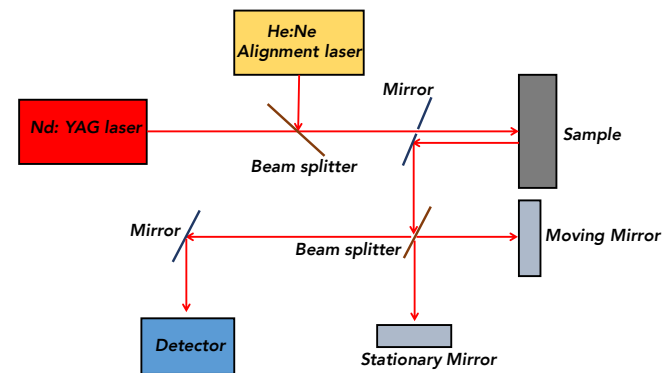 He:Ne
Alignment laser
Mirror
Nd: YAG laser
Sample
Beam splitter
Mirror
Beam splitter
Moving Mirror
Detector
Stationary Mirror